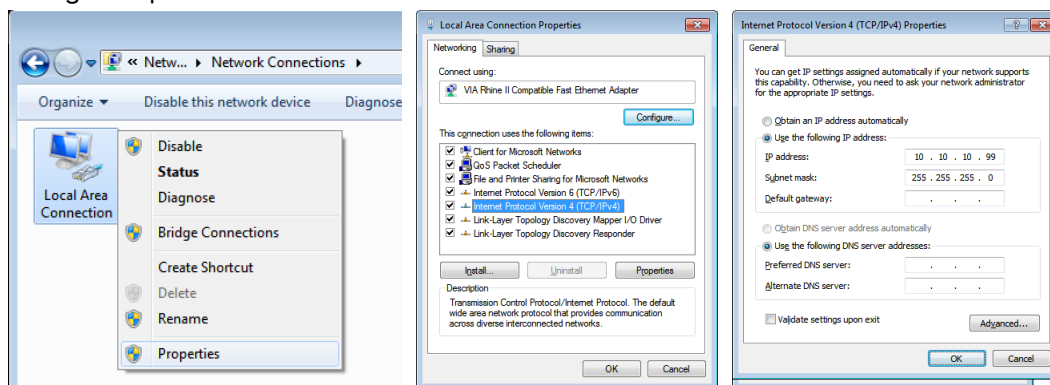 « Netw... ▸ Network Connections ▸
Organize ▼ Disable this network device Diagnose
Local Area
Connection
Disable
Status
Diagnose
Bridge Connections
Create Shortcut
Delete
Rename
Properties
Local Area Connection Properties
Networking Sharing
Connect using:
VIA Rhine II Compatible Fast Ethernet Adapter
Configure...
This connection uses the following items:
Client for Microsoft Networks
QoS Packet Scheduler
File and Printer Sharing for Microsoft Networks
Internet Protocol Version 6 (TCP/IPv6)
Internet Protocol Version 4 (TCP/IPv4)
Link-Layer Topology Discovery Mapper I/O Driver
Link-Layer Topology Discovery Responder
Install... Uninstall Properties
Description
Transmission Control Protocol/Internet Protocol. The default
wide area network protocol that provides communication
across diverse interconnected networks.
OK Cancel
Internet Protocol Version 4 (TCP/IPv4) Properties
General
You can get IP settings assigned automatically if your network supports
this capability. Otherwise, you need to ask your network administrator
for the appropriate IP settings.
Obtain an IP address automatically
Use the following IP address:
IP address: 10 . 10 . 10 . 99
Subnet mask: 255 . 255 . 255 . 0
Default gateway: . . .
Obtain DNS server address automatically
Use the following DNS server addresses:
Preferred DNS server: . . .
Alternate DNS server: . . .
Validate settings upon exit
Advanced...
OK Cancel